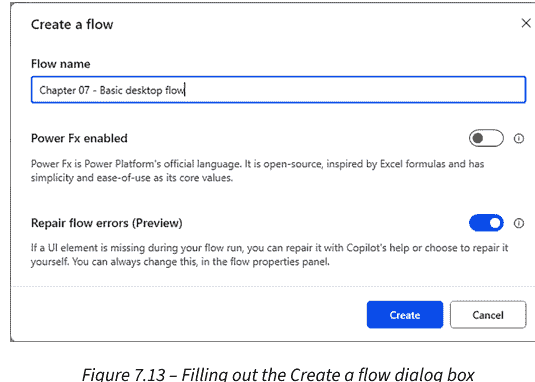 Create a flow
Flow name
Chapter 07 - Basic desktop flow
Power Fx enabled
Power Fx is Power Platform's official language. It is open-source, inspired by Excel formulas and has
simplicity and ease-of-use as its core values.
Repair flow errors (Preview)
If a UI element is missing during your flow run, you can repair it with Copilot's help or choose to repair it
yourself. You can always change this, in the flow properties panel.
Create Cancel
Figure 7.13 – Filling out the Create a flow dialog box